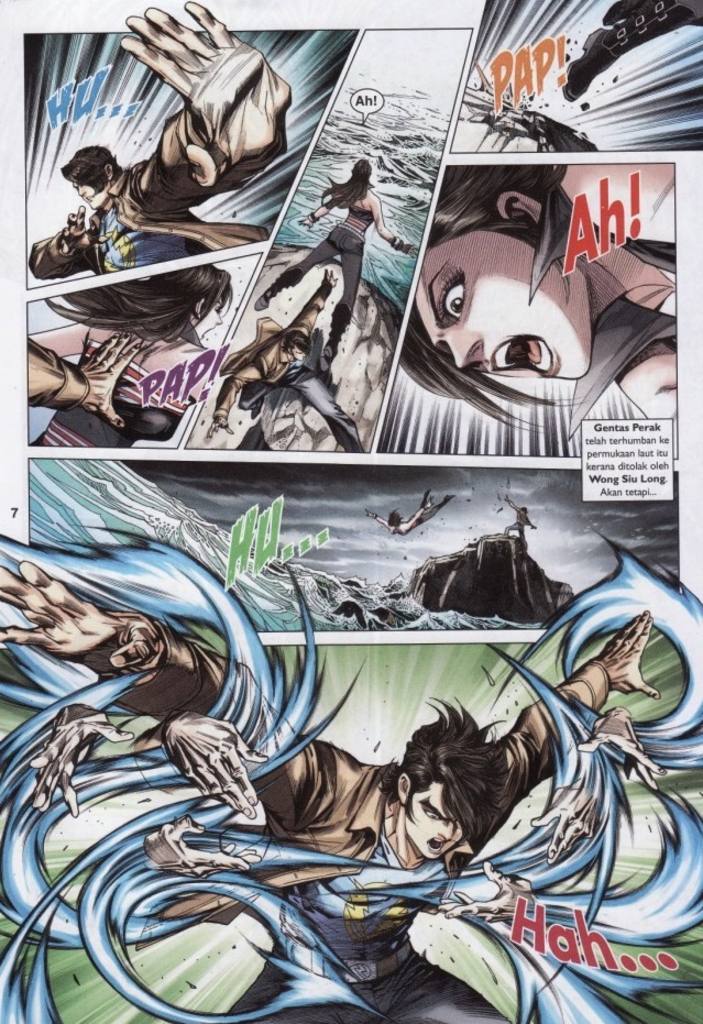 HU...
Ah!
PAP!
Ah!
PAP!
Gentas Perak
telah terhumban ke
permukaan laut itu
kerana ditolak oleh
Wong Siu Long.
Akan tetapi...
7
HU...
Hah...